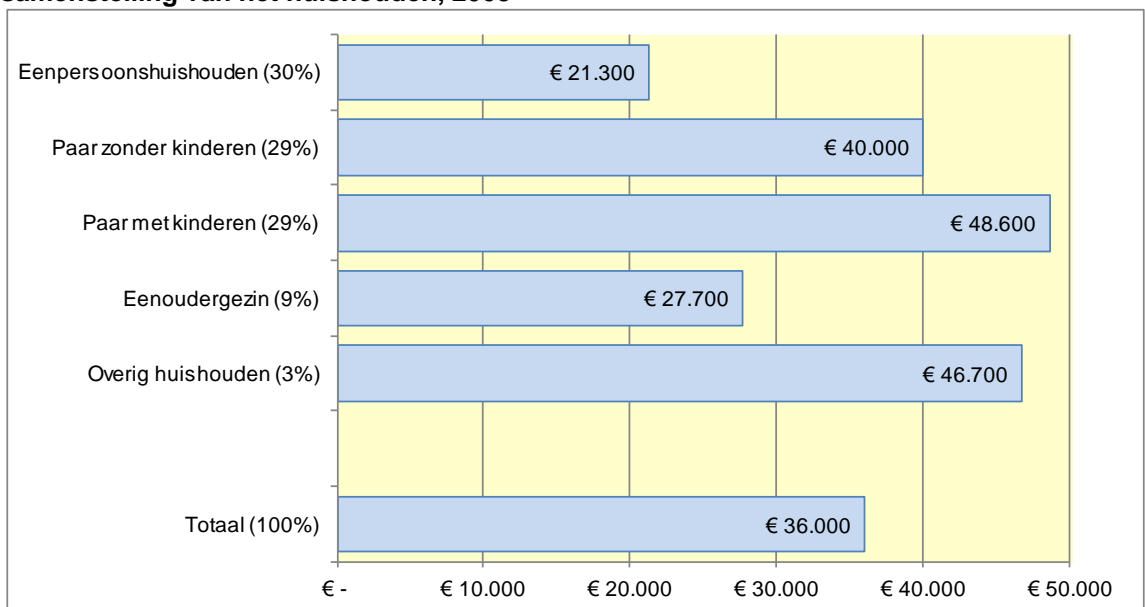 samenstelling van het huishouden,
Eenpersoonshuishouden (30%) € 21.300
Paar zonder kinderen (29%) € 40.000
Paar met kinderen (29%) € 48.600
Eenoudergezin (9%) € 27.700
Overig huishouden (3%) € 46.700
Totaal (100%) € 36.000
€ - € 10.000 € 20.000 € 30.000 € 40.000 € 50.000